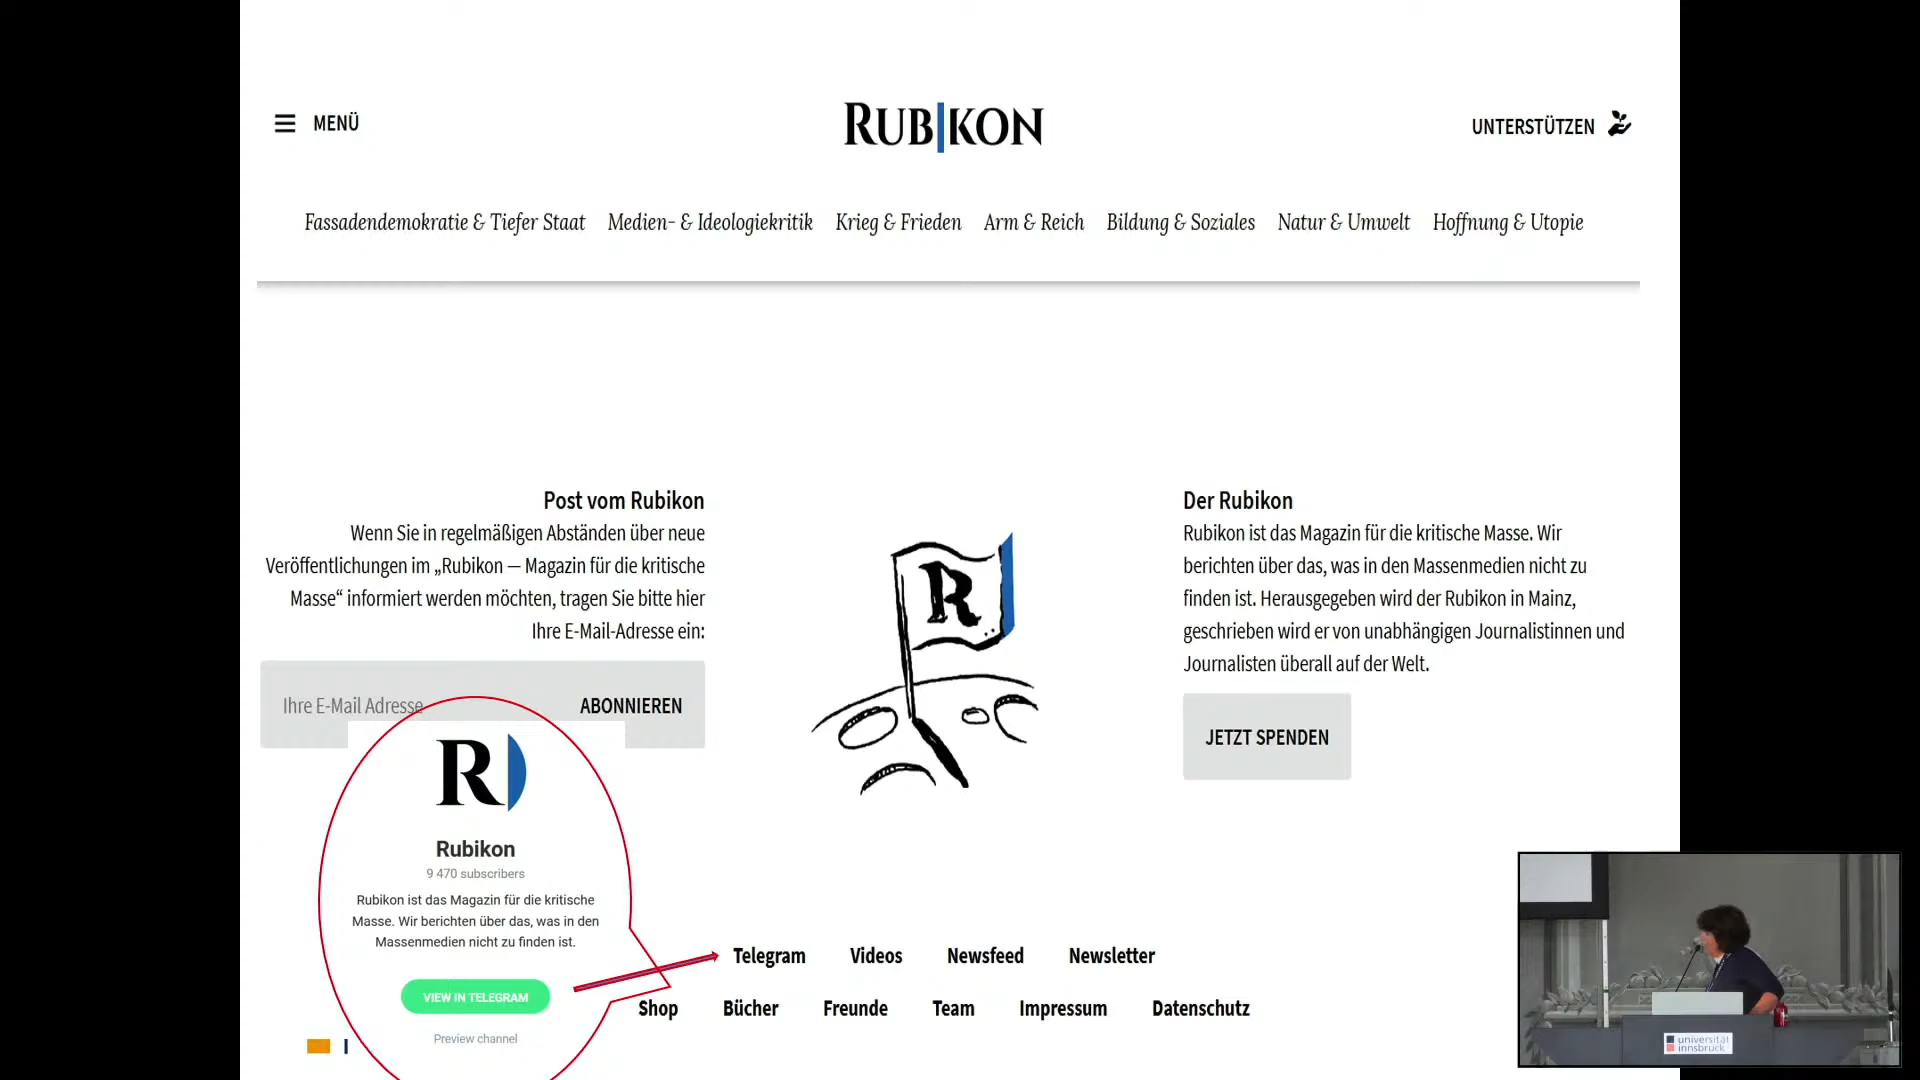 MENÜ
RUBIKON
UNTERSTÜTZEN
Fassadendemokratie & Tiefer Staat Medien- & Ideologiekritik Krieg & Frieden Arm & Reich Bildung & Soziales Natur & Umwelt Hoffnung & Utopie
Post vom Rubikon
Wenn Sie in regelmäßigen Abständen über neue
Veröffentlichungen im „Rubikon — Magazin für die kritische
Masse“ informiert werden möchten, tragen Sie bitte hier
Ihre E-Mail-Adresse ein:
Ihre E-Mail Adresse ABONNIEREN
R
Der Rubikon
Rubikon ist das Magazin für die kritische Masse. Wir
berichten über das, was in den Massenmedien nicht zu
finden ist. Herausgegeben wird der Rubikon in Mainz,
geschrieben wird er von unabhängigen Journalistinnen und
Journalisten überall auf der Welt.
JETZT SPENDEN
R
Rubikon
9 470 subscribers
Rubikon ist das Magazin für die kritische
Masse. Wir berichten über das, was in den
Massenmedien nicht zu finden ist.
VIEW IN TELEGRAM
Preview channel
Telegram Videos Newsfeed Newsletter
Shop Bücher Freunde Team Impressum Datenschutz
universität
innsbruck